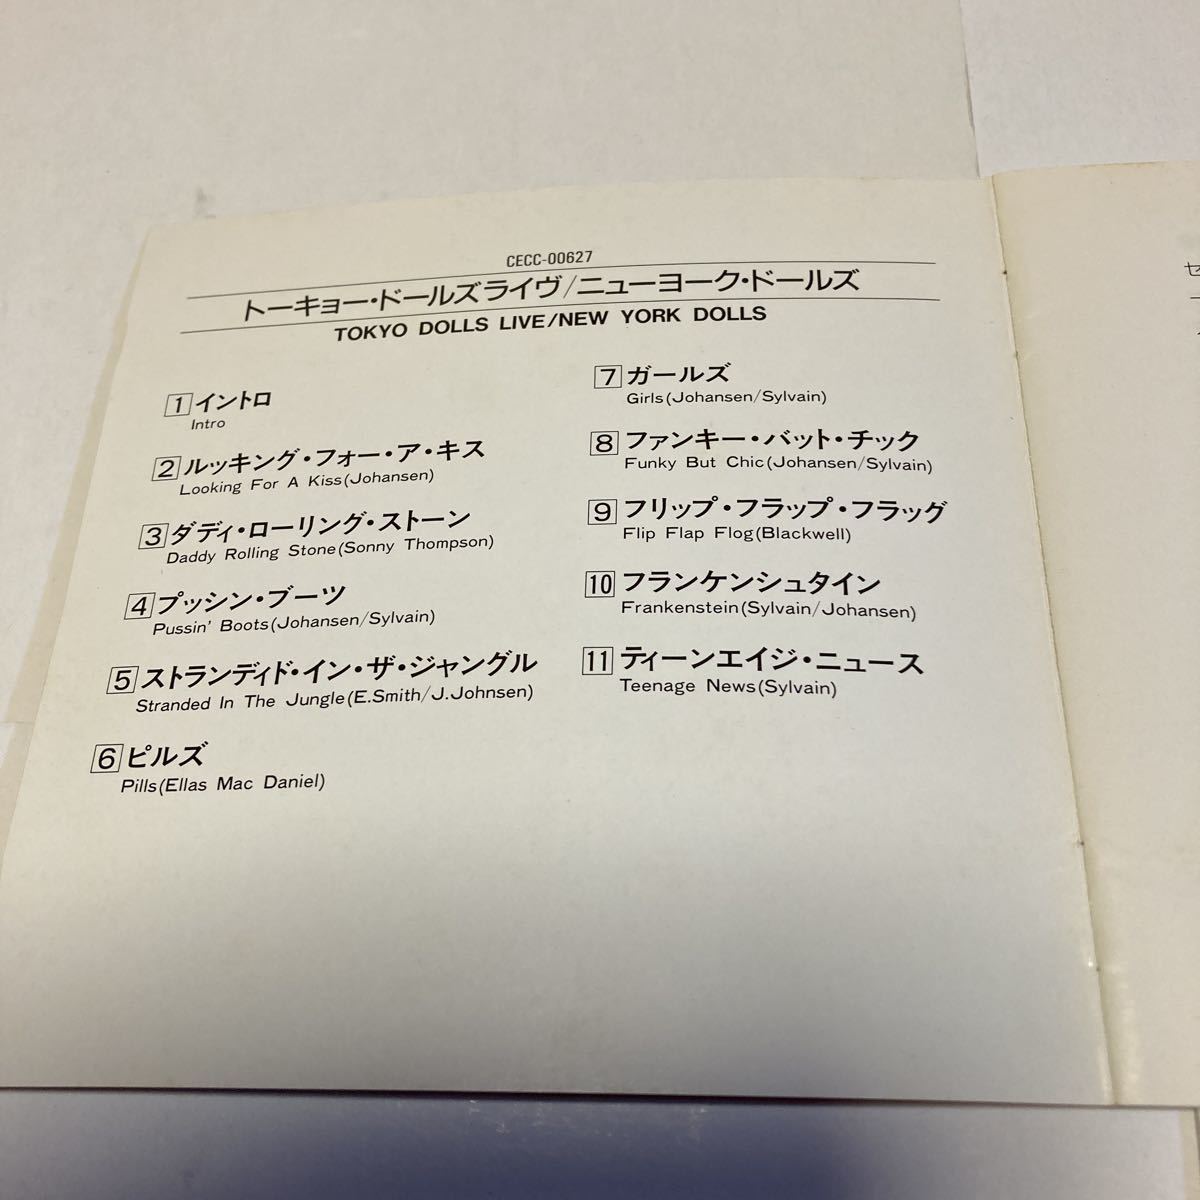 CECC-00627
トーキョー・ドールズライヴ/ニューヨーク・ドールズ
TOKYO DOLLS LIVE/NEW YORK DOLLS
1 イントロ
Intro
2 ルッキング・フォー・ア・キス
Looking For A Kiss(Johansen)
3 ダディ・ローリング・ストーン
Daddy Rolling Stone(Sonny Thompson)
4 プッシン・ブーツ
Pussin' Boots(Johansen/Sylvain)
5 ストランディド・イン・ザ・ジャングル
Stranded In The Jungle(E.Smith/J.Johnsen)
6 ピルズ
Pills(Ellas Mac Daniel)
7 ガールズ
Girls(Johansen/Sylvain)
8 ファンキー・バット・チック
Funky But Chic(Johansen/Sylvain)
9 フリップ・フラップ・フラッグ
Flip Flap Flog(Blackwell)
10 フランケンシュタイン
Frankenstein(Sylvain/Johansen)
11 ティーンエイジ・ニュース
Teenage News(Sylvain)